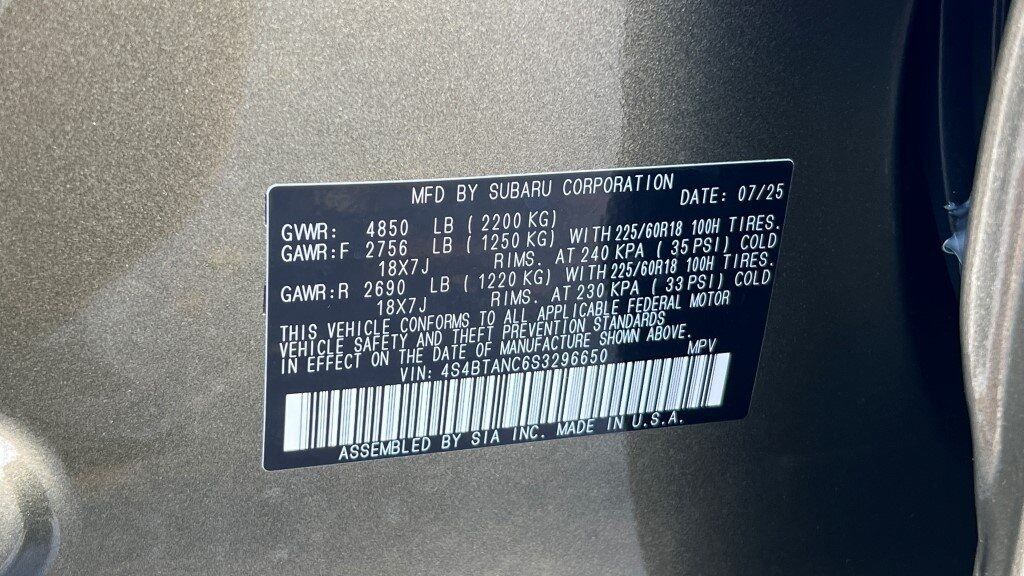 MFD BY SUBARU CORPORATION DATE: 07/25
GVWR: 4850 LB ( 2200 KG)
GAWR:F 2756 LB ( 1250 KG) WITH 225/60R18 100H TIRES.
18X7J RIMS. AT 240 KPA ( 35 PSI) COLD
GAWR:R 2690 LB ( 1220 KG) WITH 225/60R18 100H TIRES.
18X7J RIMS. AT 230 KPA ( 33 PSI) COLD
THIS VEHICLE CONFORMS TO ALL APPLICABLE FEDERAL MOTOR
VEHICLE SAFETY AND THEFT PREVENTION STANDARDS
IN EFFECT ON THE DATE OF MANUFACTURE SHOWN ABOVE.
VIN: 4S4BTANC6S3296650 MPV
ASSEMBLED BY SIA INC. MADE IN U.S.A.